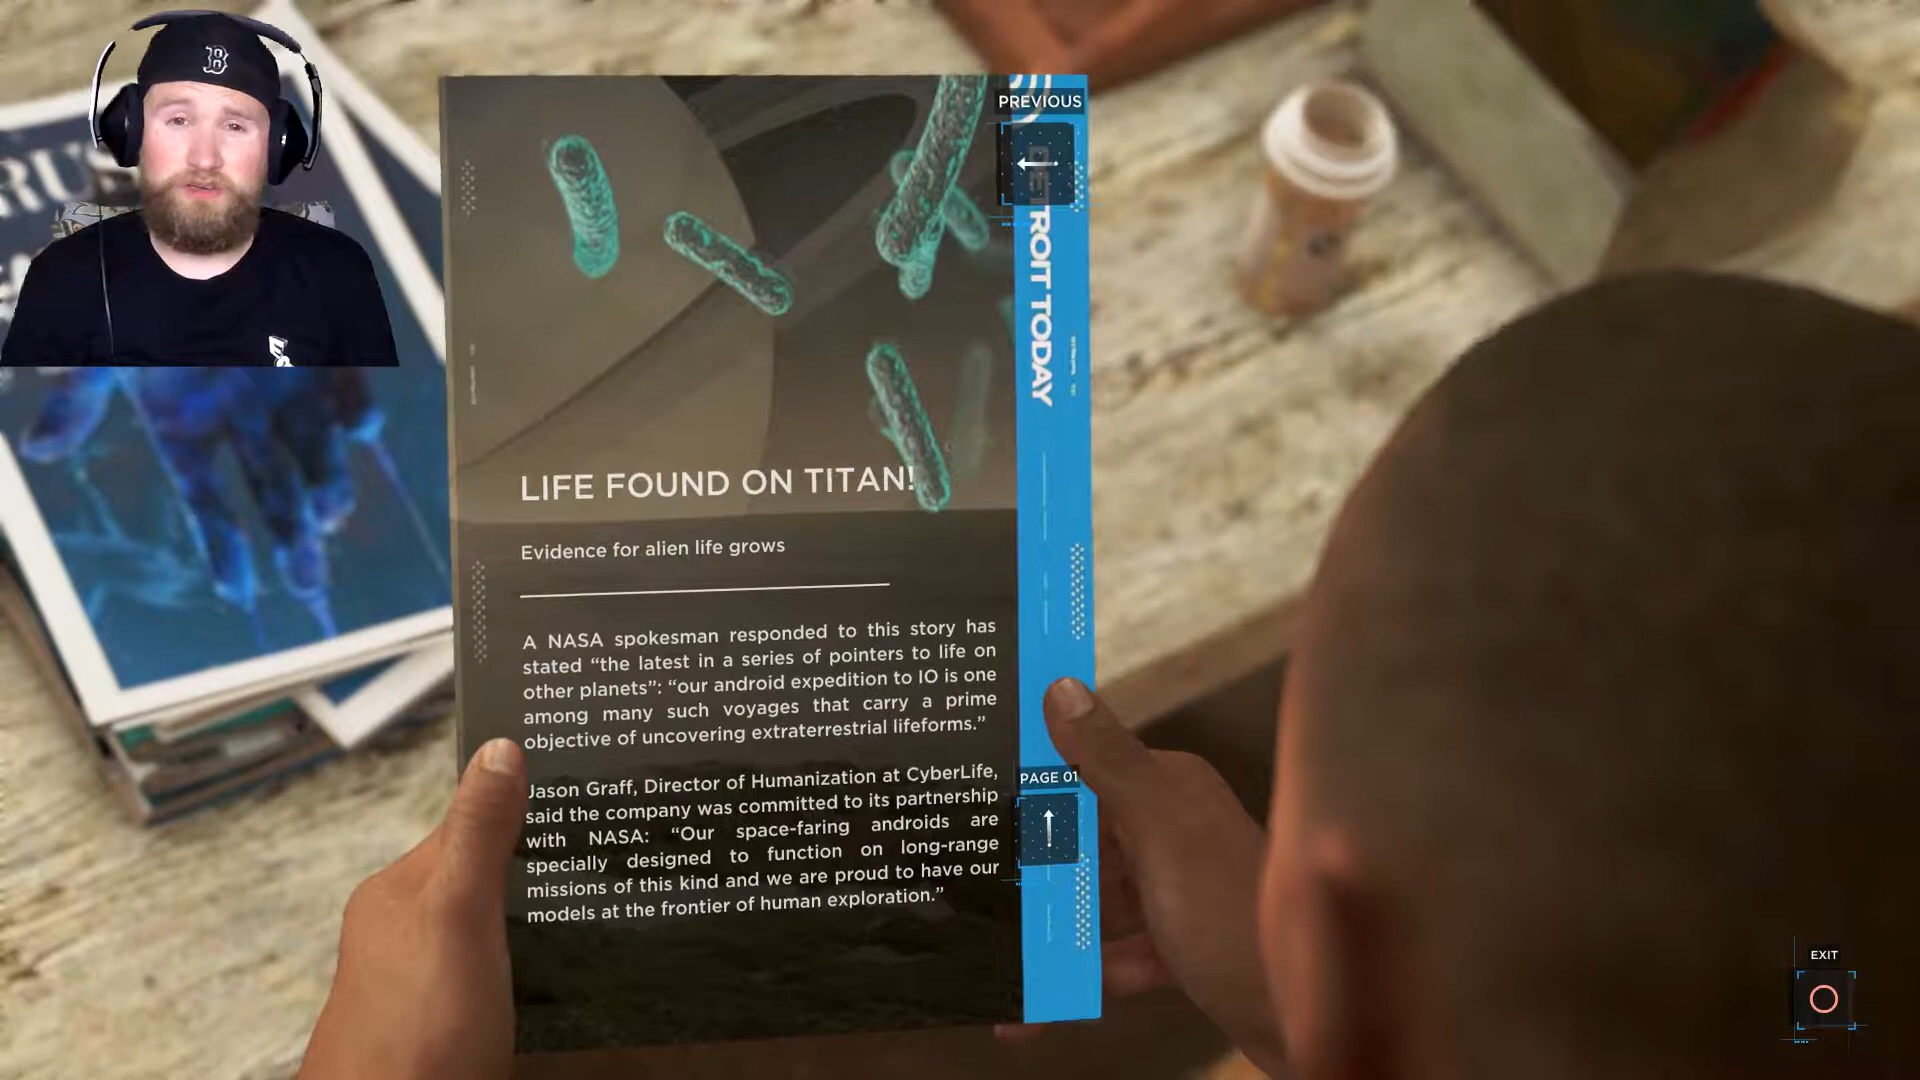 B
RUS
PREVIOUS
DETROIT TODAY
LIFE FOUND ON TITAN!
Evidence for alien life grows
A NASA spokesman responded to this story has
stated “the latest in a series of pointers to life on
other planets”: “our android expedition to IO is one
among many such voyages that carry a prime
objective of uncovering extraterrestrial lifeforms.”
Jason Graff, Director of Humanization at CyberLife,
said the company was committed to its partnership
with NASA: “Our space-faring androids are
specially designed to function on long-range
missions of this kind and we are proud to have our
models at the frontier of human exploration.”
PAGE 01
EXIT